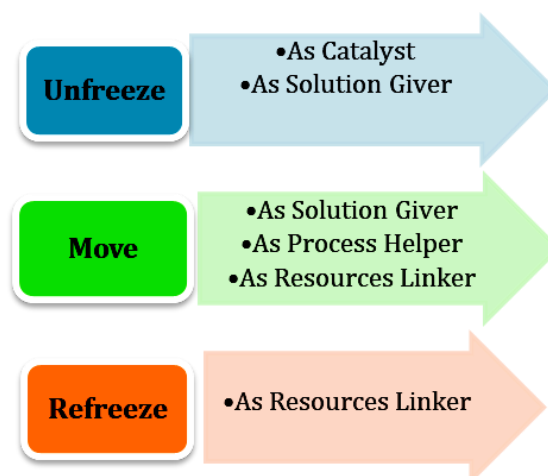 Unfreeze
•As Catalyst
•As Solution Giver
Move
•As Solution Giver
•As Process Helper
•As Resources Linker
Refreeze
•As Resources Linker